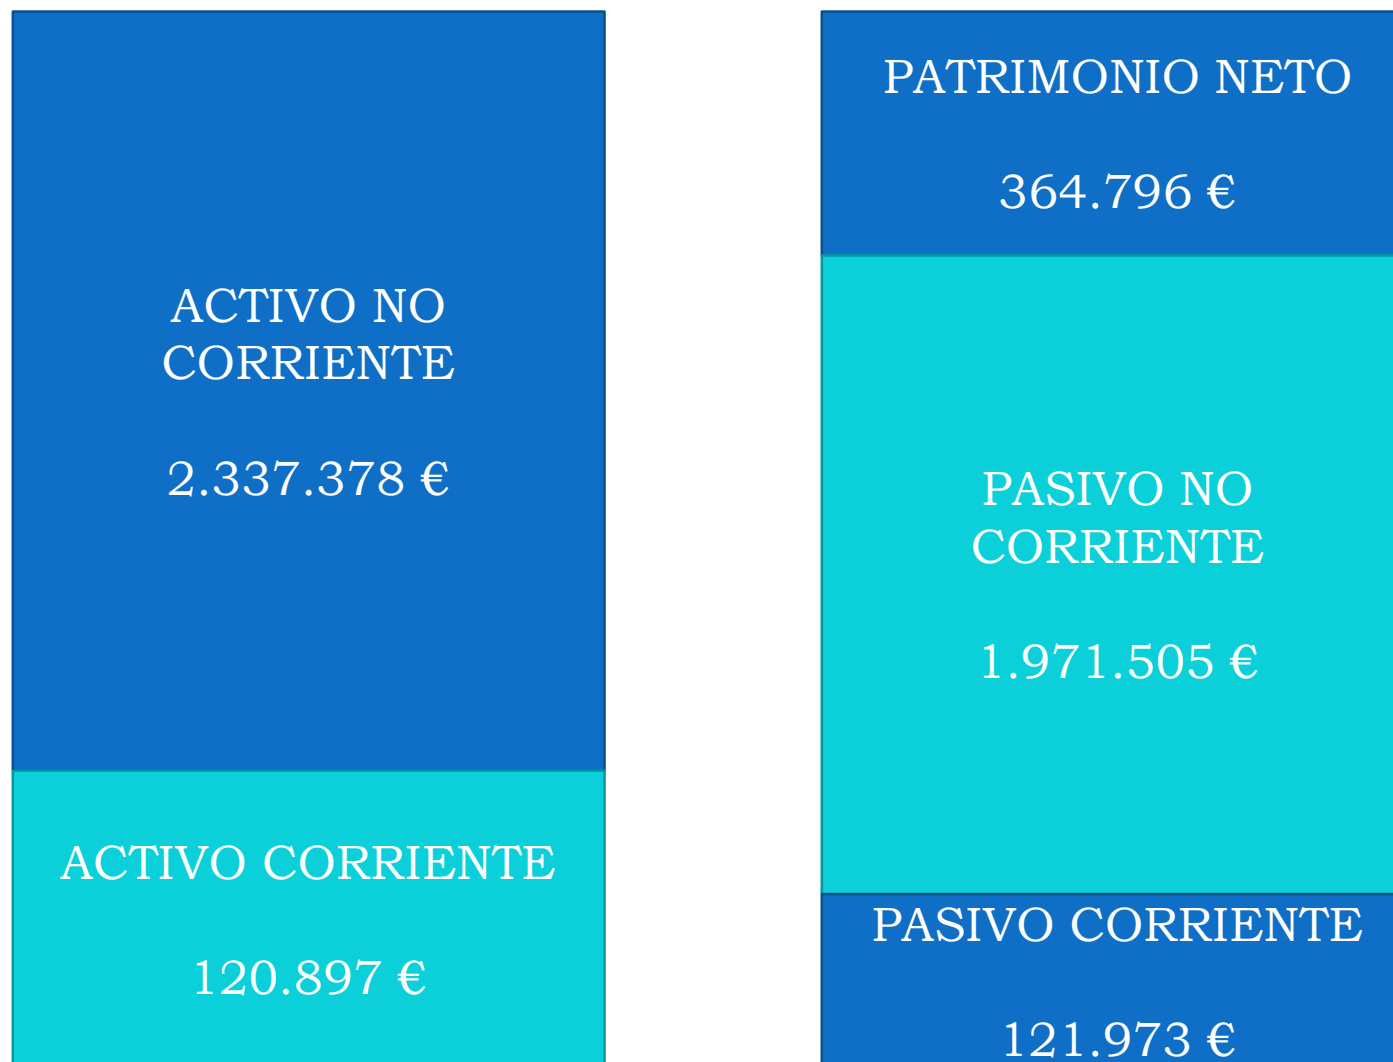 ACTIVO NO
CORRIENTE
2.337.378 €
ACTIVO CORRIENTE
120.897 €
PATRIMONIO NETO
364.796 €
PASIVO NO
CORRIENTE
1.971.505 €
PASIVO CORRIENTE
121.973 €